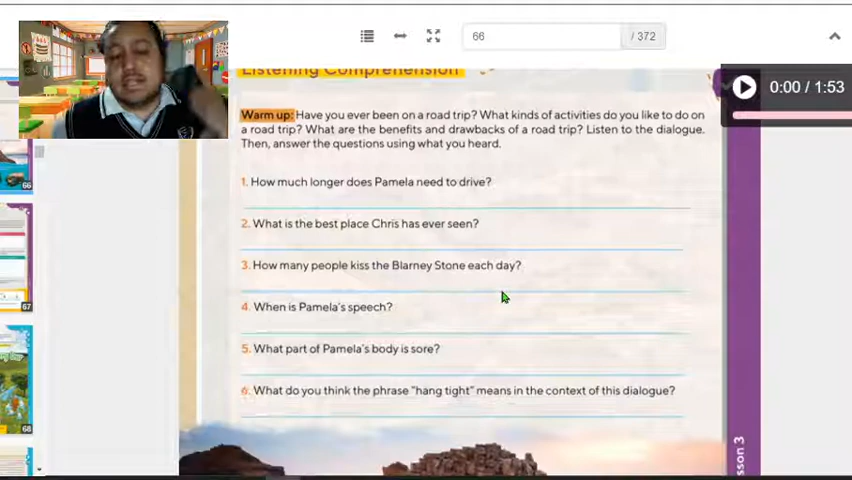 66
/ 372
0:00 / 1:53
Listening Comprehension
Warm up: Have you ever been on a road trip? What kinds of activities do you like to do on
a road trip? What are the benefits and drawbacks of a road trip? Listen to the dialogue.
Then, answer the questions using what you heard.
1. How much longer does Pamela need to drive?
2. What is the best place Chris has ever seen?
3. How many people kiss the Blarney Stone each day?
4. When is Pamela's speech?
5. What part of Pamela's body is sore?
6. What do you think the phrase "hang tight" means in the context of this dialogue?
66
67
68
sson 3